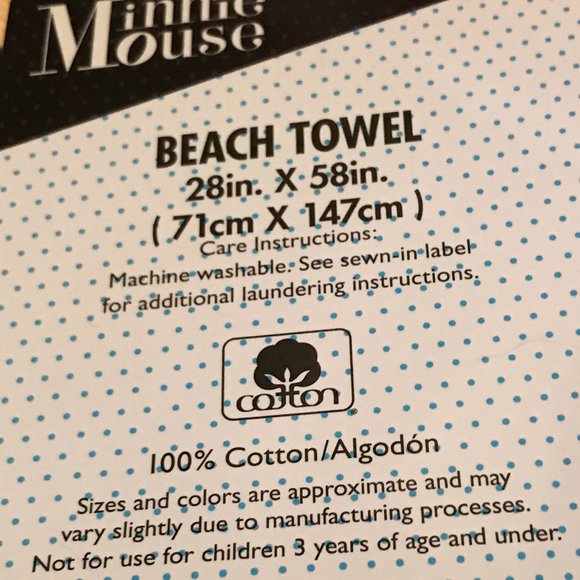 Minnie
Mouse
BEACH TOWEL
28in. X 58in.
( 71cm X 147cm )
Care Instructions:
Machine washable. See sewn-in label
for additional laundering instructions.
cotton
100% Cotton/Algodón
Sizes and colors are approximate and may
vary slightly due to manufacturing processes.
Not for use for children 3 years of age and under.